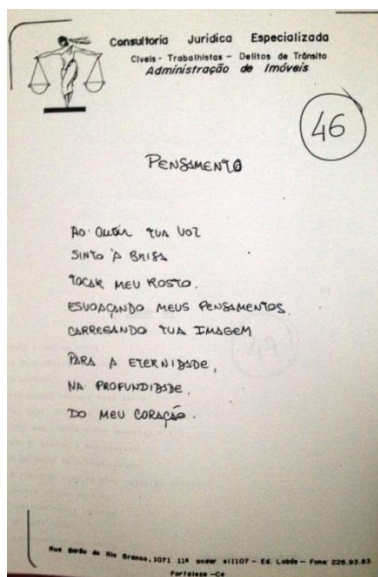 Consultoria Jurídica Especializada
Cíveis - Trabalhistas - Delitos de Trânsito
Administração de Imóveis
46
PENSAMENTO
AO OUVIR TUA VOZ
SINTO A BRISA
TOCAR MEU ROSTO.
ESVOAÇANDO MEUS PENSAMENTOS
CARREGANDO TUA IMAGEM
PARA A ETERNIDADE,
NA PROFUNDIDADE,
DO MEU CORAÇÃO.
Rua Barão do Rio Branco, 1071 11º andar s/1107 - Ed. Lobrás - Fone: 226.93.83
Fortaleza - Ce